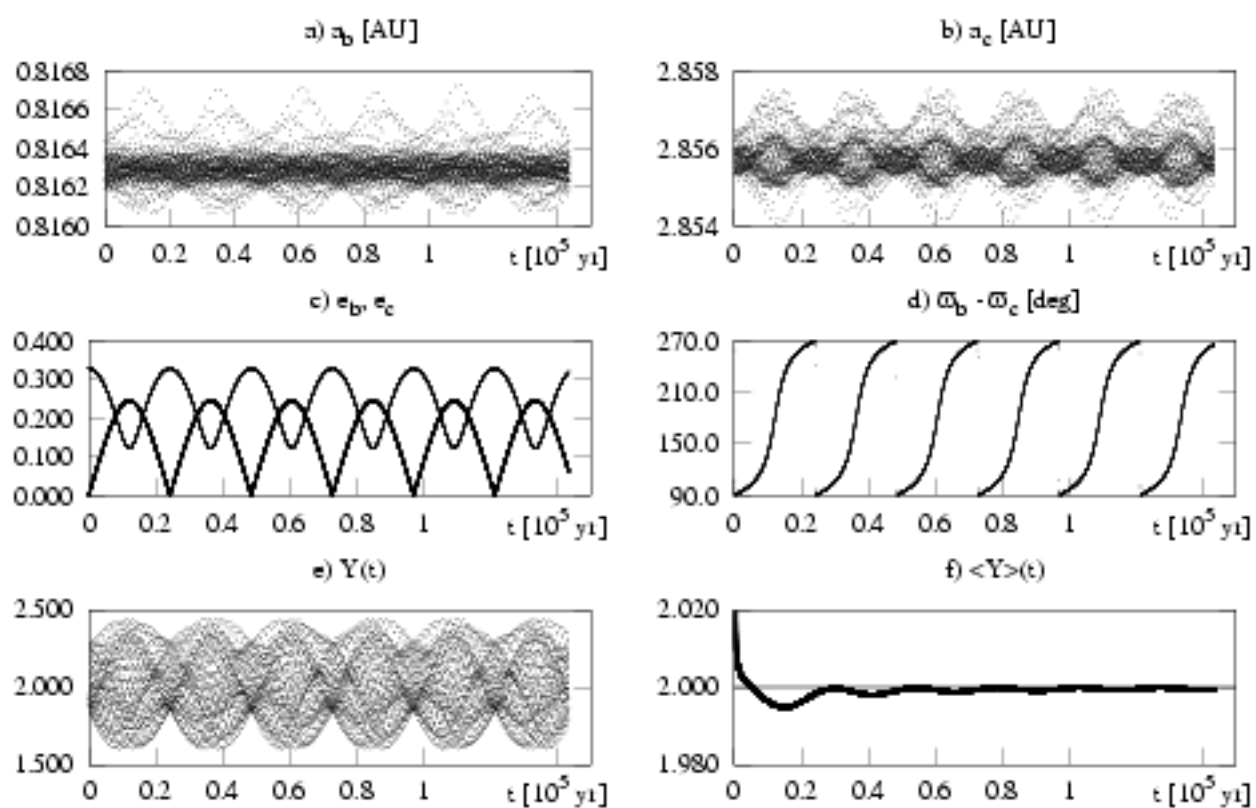 a) a_b [AU]
b) a_c [AU]
0.8168
0.8166
0.8164
0.8162
0.8160
0 0.2 0.4 0.6 0.8 1 t [10^5 yr]
2.858
2.856
2.854
0 0.2 0.4 0.6 0.8 1 t [10^5 yr]
c) e_b, e_c
d) ϖ_b - ϖ_c [deg]
0.400
0.300
0.200
0.100
0.000
0 0.2 0.4 0.6 0.8 1 t [10^5 yr]
270.0
210.0
150.0
90.0
0 0.2 0.4 0.6 0.8 1 t [10^5 yr]
e) Y(t)
f) <Y>(t)
2.500
2.000
1.500
0 0.2 0.4 0.6 0.8 1 t [10^5 yr]
2.020
2.000
1.980
0 0.2 0.4 0.6 0.8 1 t [10^5 yr]